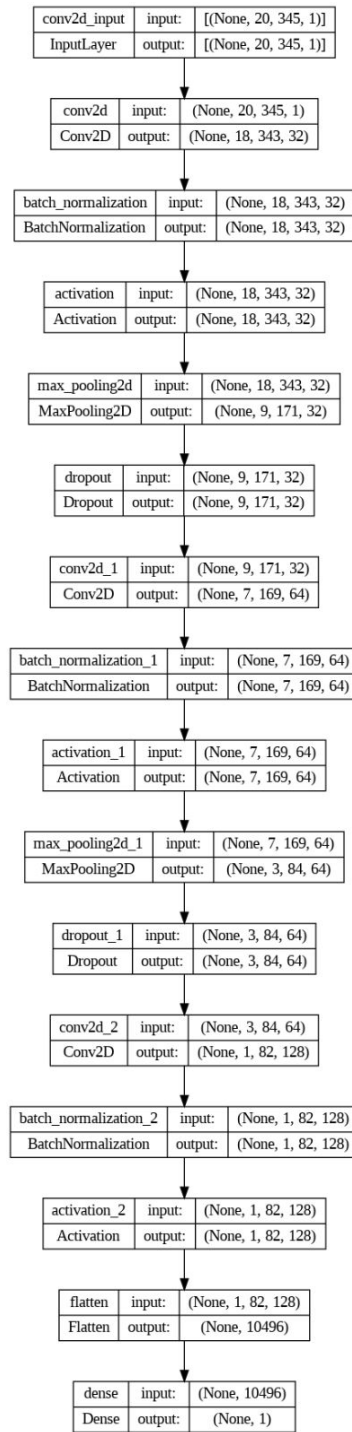 conv2d_input input: [(None, 20, 345, 1)]
InputLayer output: [(None, 20, 345, 1)]
conv2d input: (None, 20, 345, 1)
Conv2D output: (None, 18, 343, 32)
batch_normalization input: (None, 18, 343, 32)
BatchNormalization output: (None, 18, 343, 32)
activation input: (None, 18, 343, 32)
Activation output: (None, 18, 343, 32)
max_pooling2d input: (None, 18, 343, 32)
MaxPooling2D output: (None, 9, 171, 32)
dropout input: (None, 9, 171, 32)
Dropout output: (None, 9, 171, 32)
conv2d_1 input: (None, 9, 171, 32)
Conv2D output: (None, 7, 169, 64)
batch_normalization_1 input: (None, 7, 169, 64)
BatchNormalization output: (None, 7, 169, 64)
activation_1 input: (None, 7, 169, 64)
Activation output: (None, 7, 169, 64)
max_pooling2d_1 input: (None, 7, 169, 64)
MaxPooling2D output: (None, 3, 84, 64)
dropout_1 input: (None, 3, 84, 64)
Dropout output: (None, 3, 84, 64)
conv2d_2 input: (None, 3, 84, 64)
Conv2D output: (None, 1, 82, 128)
batch_normalization_2 input: (None, 1, 82, 128)
BatchNormalization output: (None, 1, 82, 128)
activation_2 input: (None, 1, 82, 128)
Activation output: (None, 1, 82, 128)
flatten input: (None, 1, 82, 128)
Flatten output: (None, 10496)
dense input: (None, 10496)
Dense output: (None, 1)